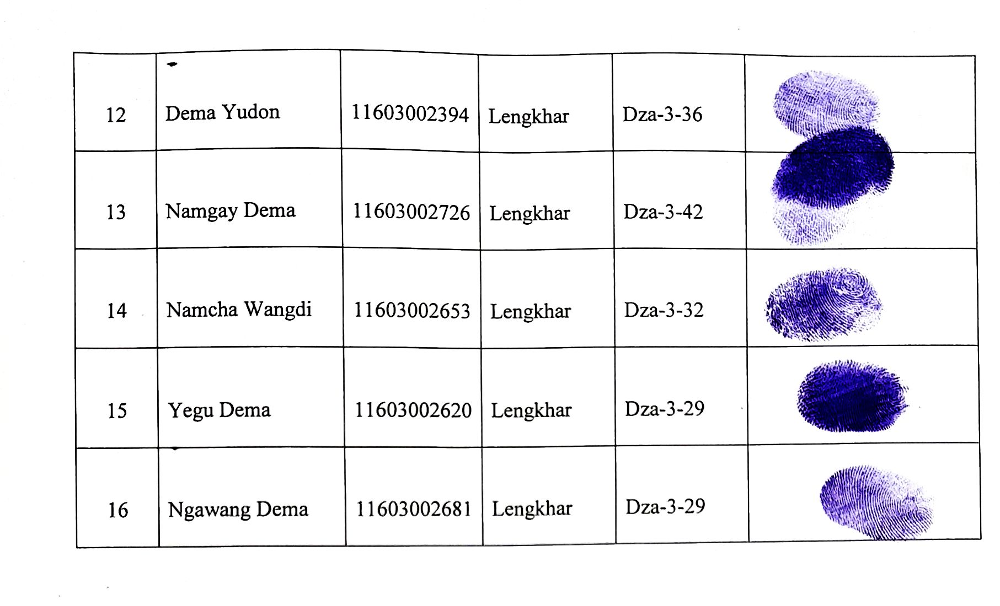 12 Dema Yudon 11603002394 Lengkhar Dza-3-36
13 Namgay Dema 11603002726 Lengkhar Dza-3-42
14 Namcha Wangdi 11603002653 Lengkhar Dza-3-32
15 Yegu Dema 11603002620 Lengkhar Dza-3-29
16 Ngawang Dema 11603002681 Lengkhar Dza-3-29